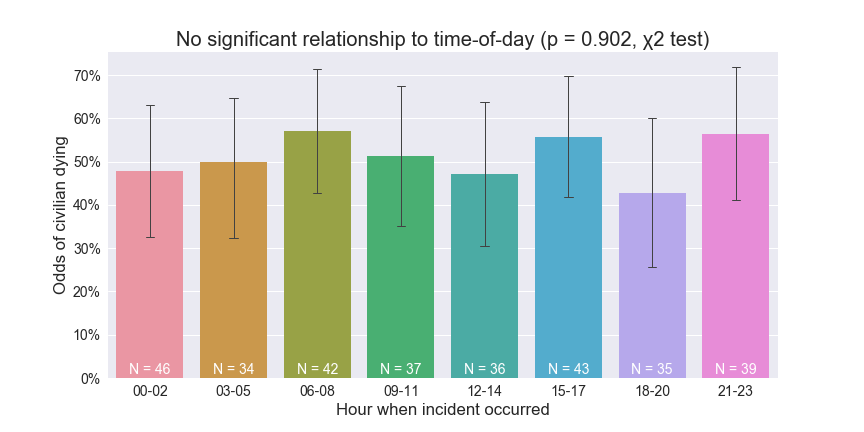 No significant relationship to time-of-day (p = 0.902, χ2 test)
Odds of civilian dying
70%
60%
50%
40%
30%
20%
10%
0%
N = 46 N = 34 N = 42 N = 37 N = 36 N = 43 N = 35 N = 39
00-02 03-05 06-08 09-11 12-14 15-17 18-20 21-23
Hour when incident occurred